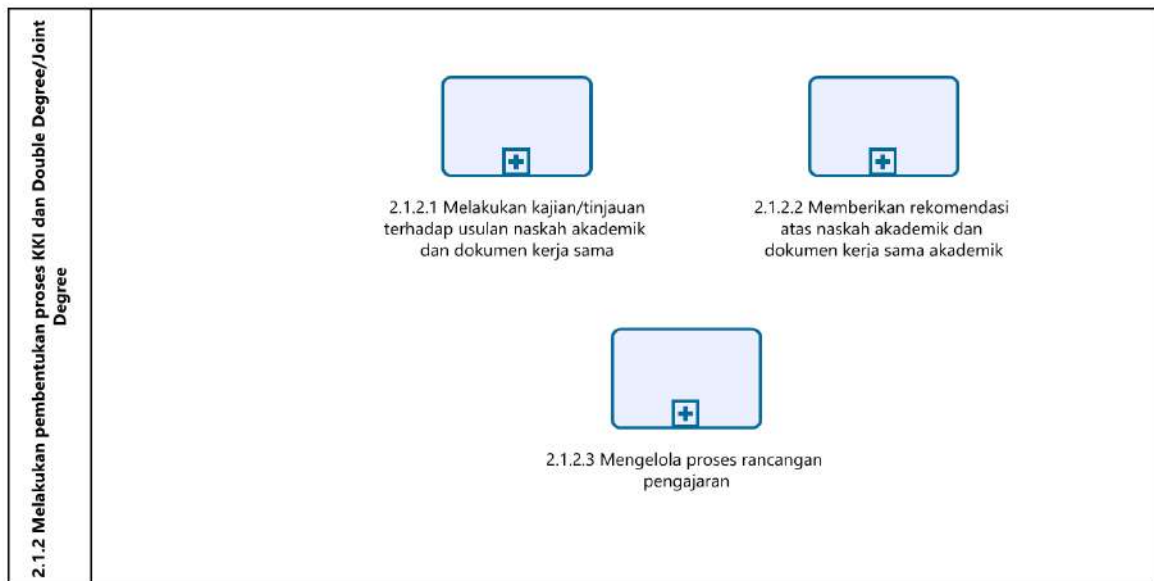 2.1.2 Melakukan pembentukan proses KKI dan Double Degree/Joint
Degree
2.1.2.1 Melakukan kajian/tinjauan
terhadap usulan naskah akademik
dan dokumen kerja sama
2.1.2.2 Memberikan rekomendasi
atas naskah akademik dan
dokumen kerja sama akademik
2.1.2.3 Mengelola proses rancangan
pengajaran